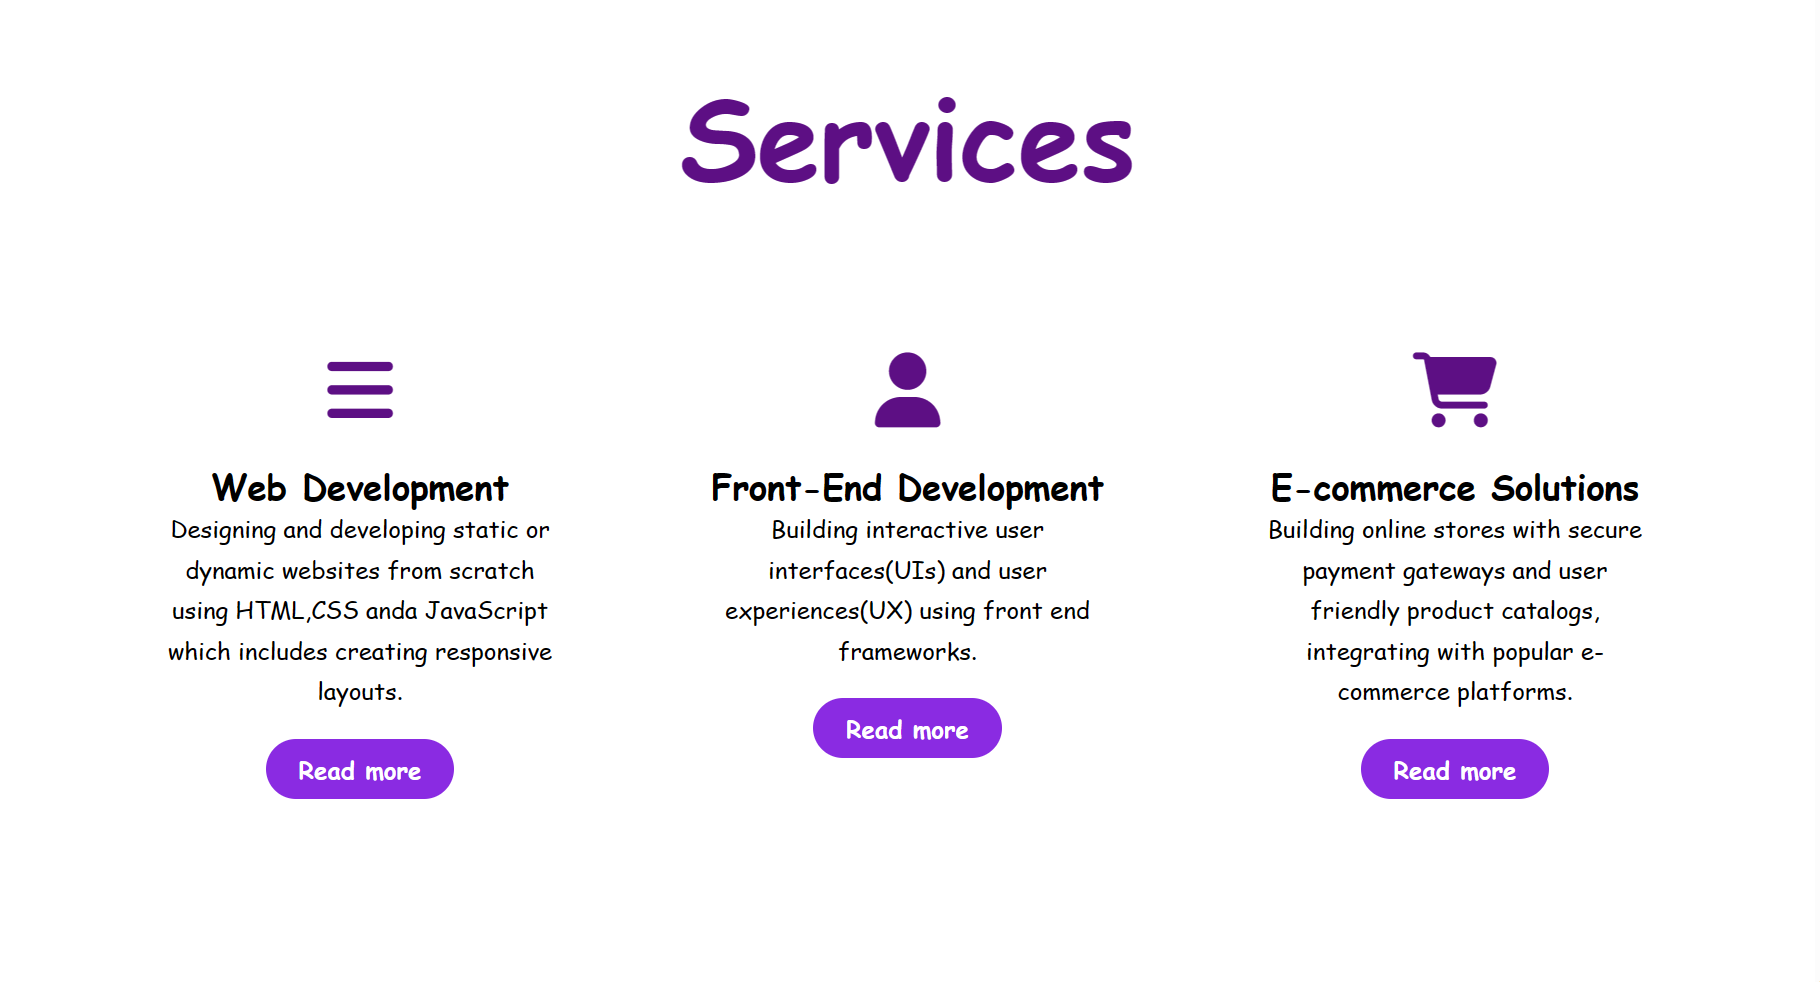 Services
Web Development
Designing and developing static or
dynamic websites from scratch
using HTML,CSS anda JavaScript
which includes creating responsive
layouts.
Read more
Front-End Development
Building interactive user
interfaces(UIs) and user
experiences(UX) using front end
frameworks.
Read more
E-commerce Solutions
Building online stores with secure
payment gateways and user
friendly product catalogs,
integrating with popular e-
commerce platforms.
Read more